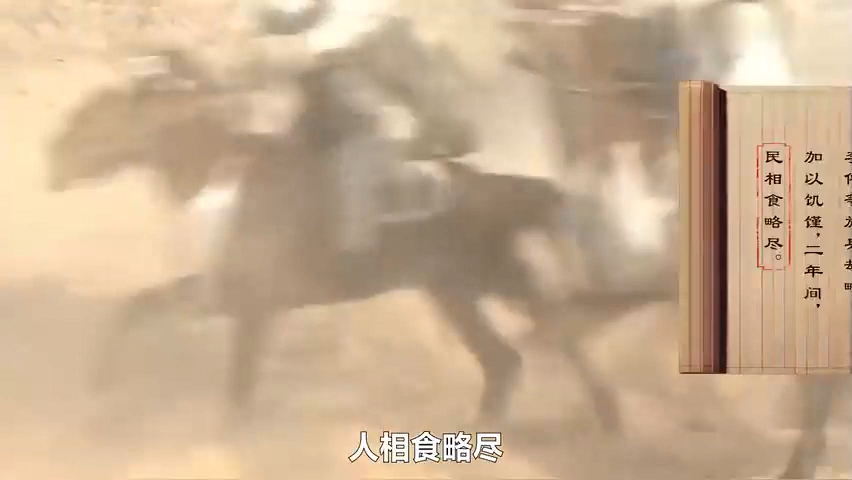 加以饥馑，二年间，
民相食略尽。
人相食略尽